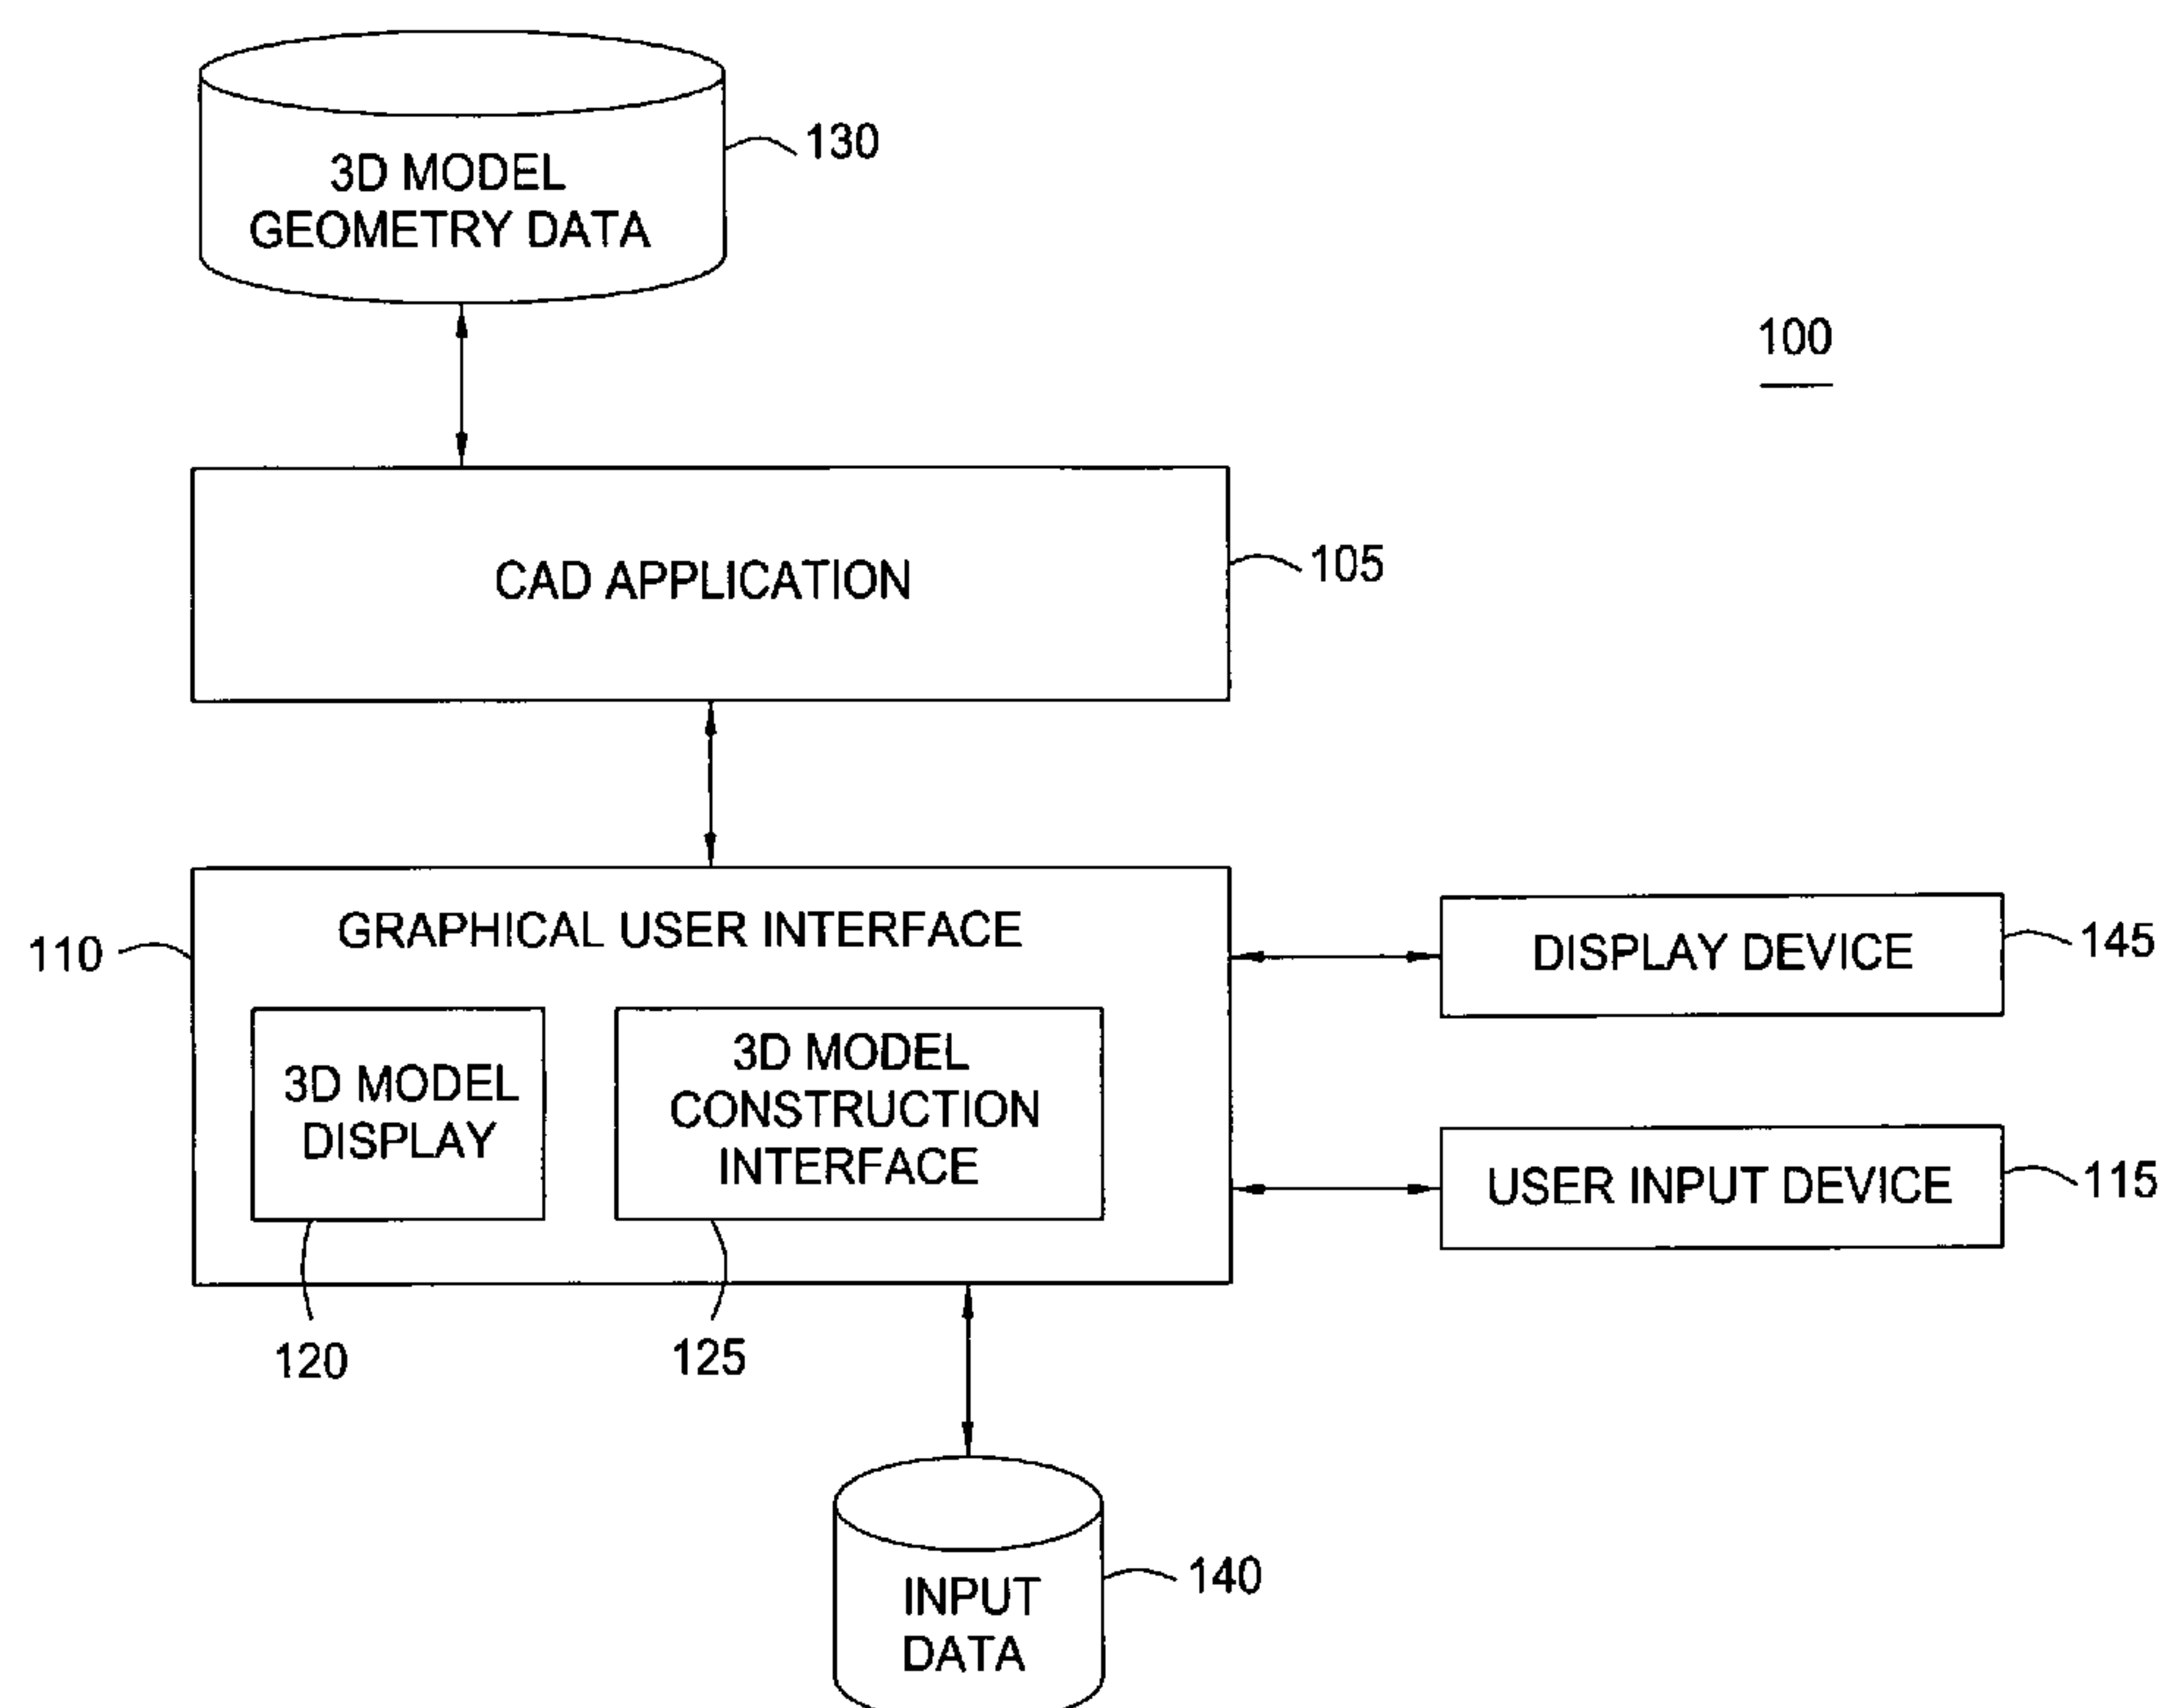 130
3D MODEL
GEOMETRY DATA
100
CAD APPLICATION
105
GRAPHICAL USER INTERFACE
110
DISPLAY DEVICE
145
3D MODEL
DISPLAY
3D MODEL
CONSTRUCTION
INTERFACE
USER INPUT DEVICE
115
120
125
INPUT
DATA
140